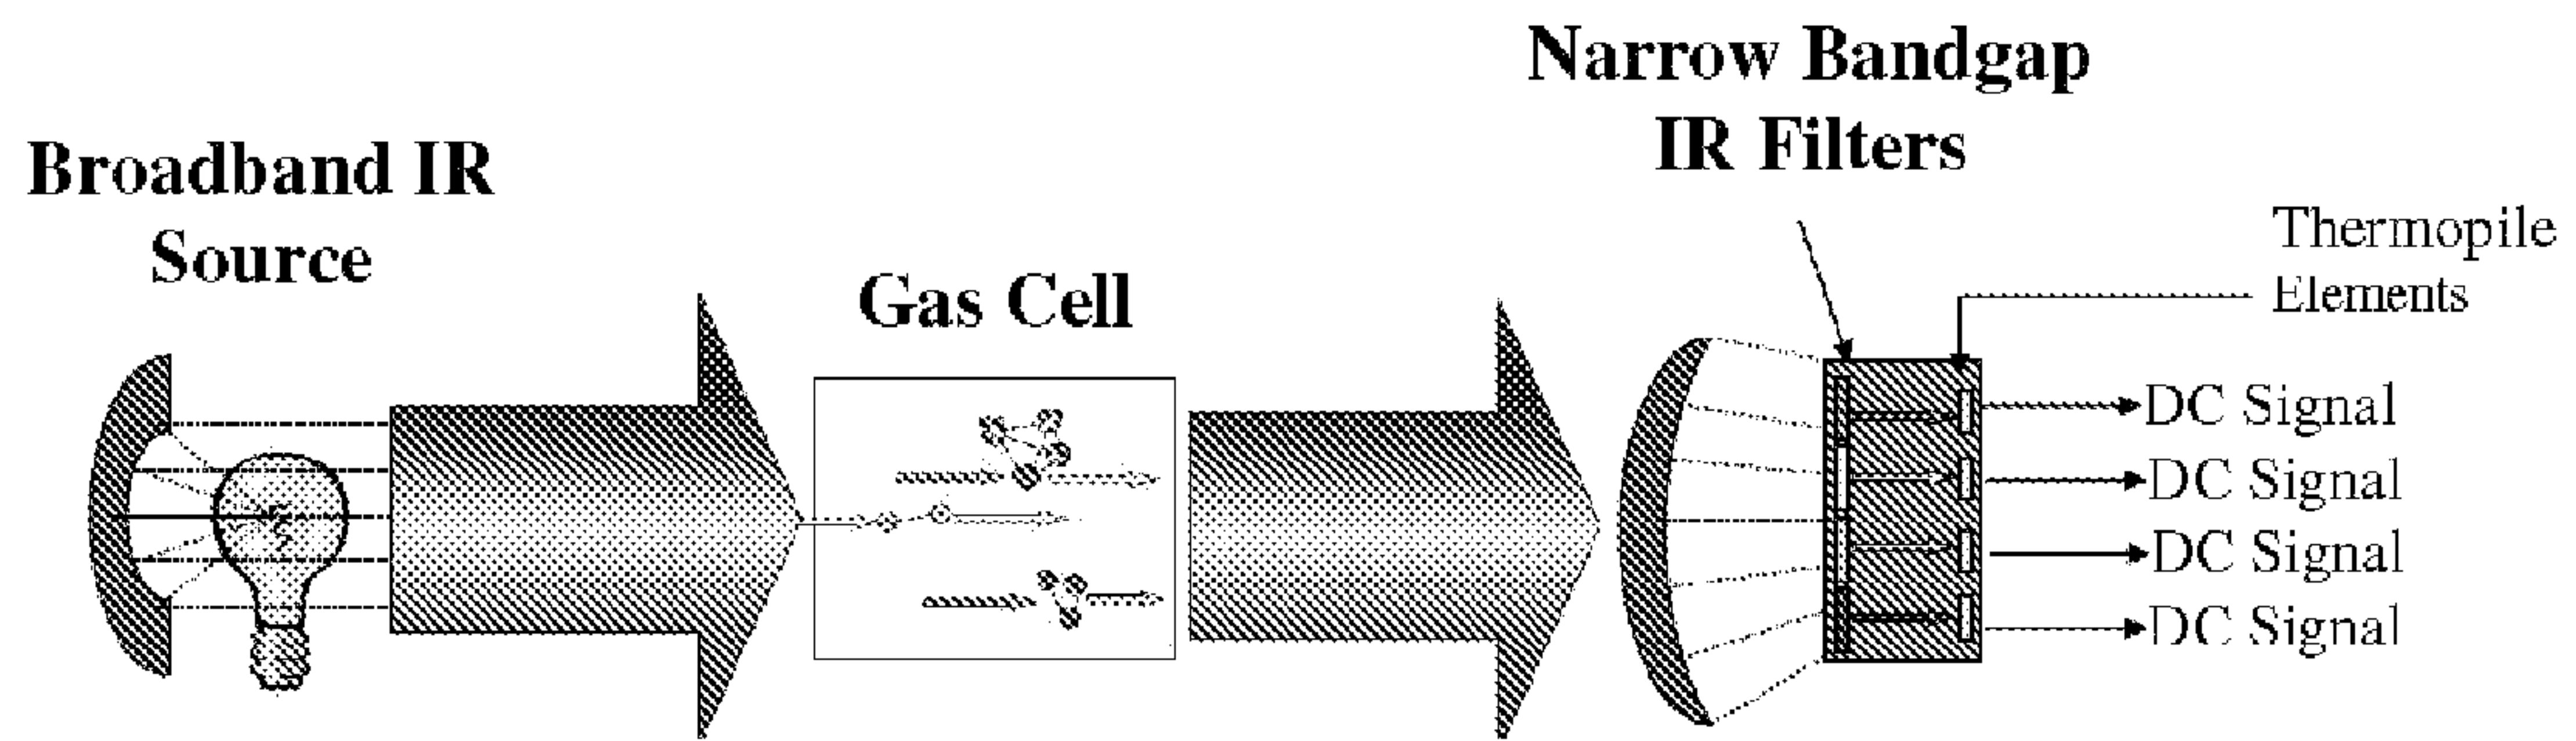 Broadband IR
Source
Gas Cell
Narrow Bandgap
IR Filters
Thermopile
Elements
DC Signal
DC Signal
DC Signal
DC Signal